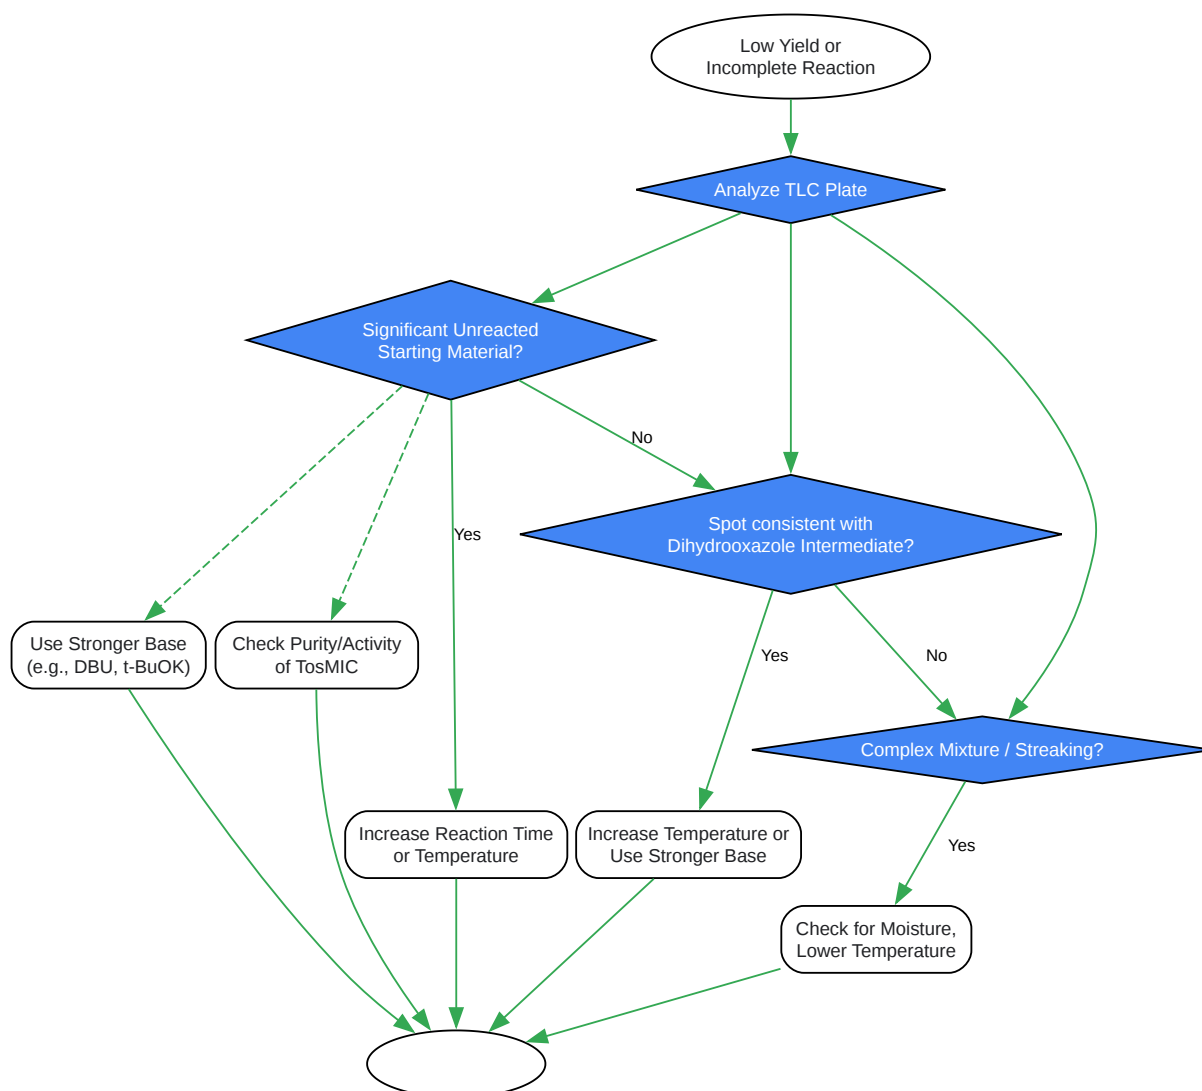 Low Yield or
Incomplete Reaction
Analyze TLC Plate
Significant Unreacted
Starting Material?
No
Yes
Spot consistent with
Dihydrooxazole Intermediate?
Use Stronger Base
(e.g., DBU, t-BuOK)
Check Purity/Activity
of TosMIC
Yes
No
Complex Mixture / Streaking?
Increase Reaction Time
or Temperature
Increase Temperature or
Use Stronger Base
Yes
Check for Moisture,
Lower Temperature